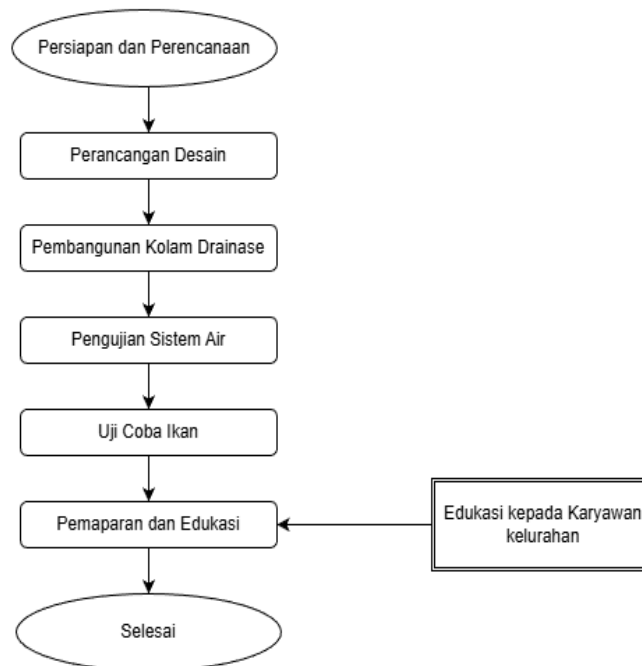 Persiapan dan Perencanaan
Perancangan Desain
Pembangunan Kolam Drainase
Pengujian Sistem Air
Uji Coba Ikan
Pemaparan dan Edukasi
Edukasi kepada Karyawan
kelurahan
Selesai